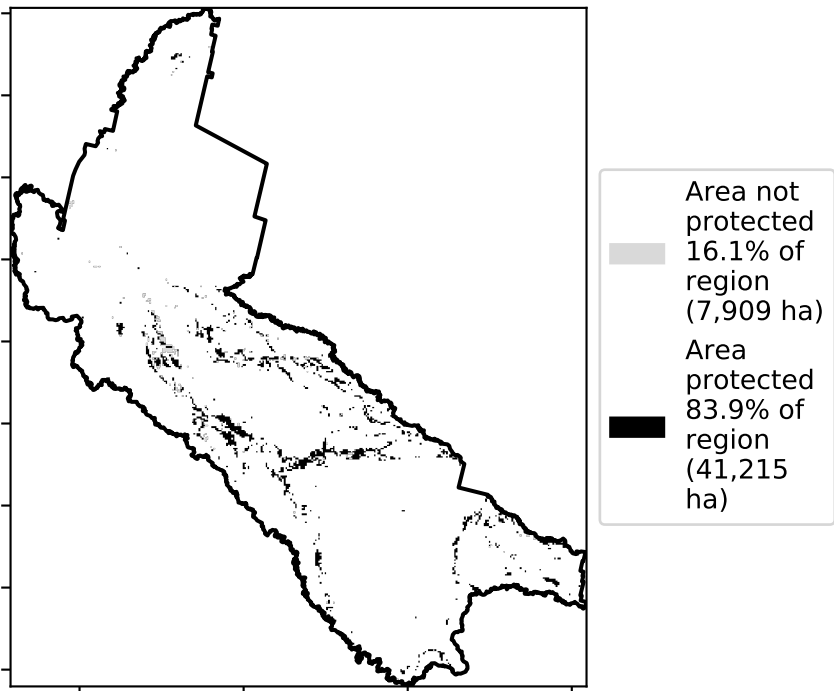 Area not
protected
16.1% of
region
(7,909 ha)
Area
protected
83.9% of
region
(41,215
ha)